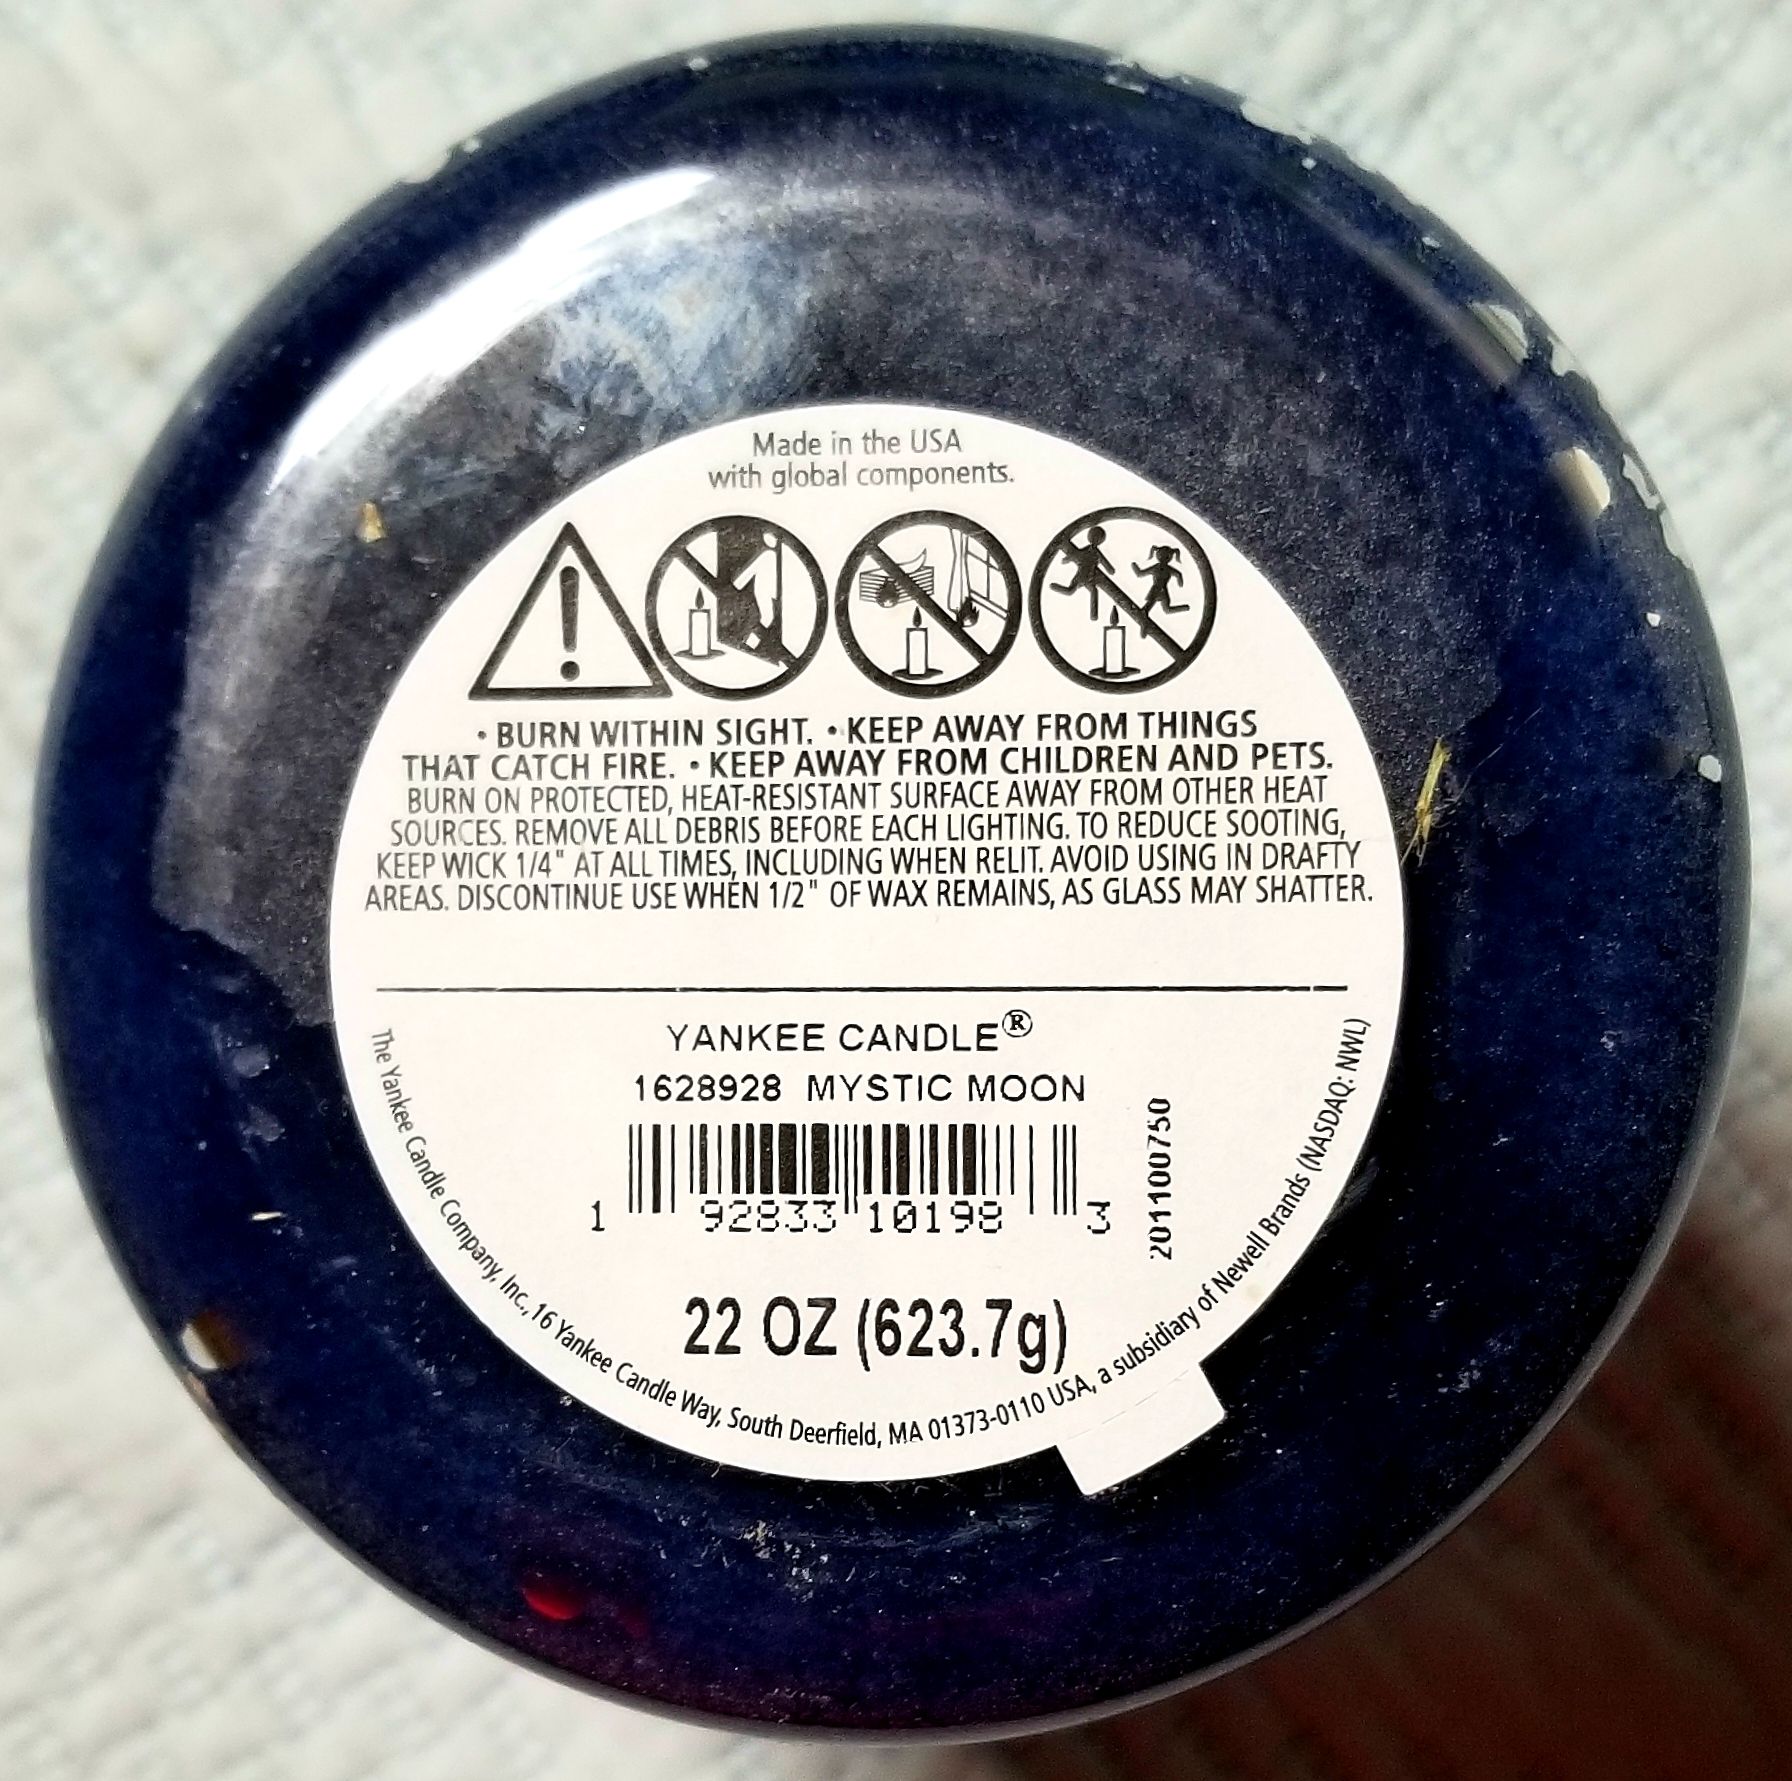 Made in the USA
with global components.
• BURN WITHIN SIGHT. • KEEP AWAY FROM THINGS
THAT CATCH FIRE. • KEEP AWAY FROM CHILDREN AND PETS.
BURN ON PROTECTED, HEAT-RESISTANT SURFACE AWAY FROM OTHER HEAT
SOURCES. REMOVE ALL DEBRIS BEFORE EACH LIGHTING. TO REDUCE SOOTING,
KEEP WICK 1/4" AT ALL TIMES, INCLUDING WHEN RELIT. AVOID USING IN DRAFTY
AREAS. DISCONTINUE USE WHEN 1/2" OF WAX REMAINS, AS GLASS MAY SHATTER.
YANKEE CANDLE®
1628928 MYSTIC MOON
1 92833 10198 3
201100750
22 OZ (623.7g)
The Yankee Candle Company, Inc., 16 Yankee Candle Way, South Deerfield, MA 01373-0110 USA, a subsidiary of Newell Brands (NASDAQ: NWL)